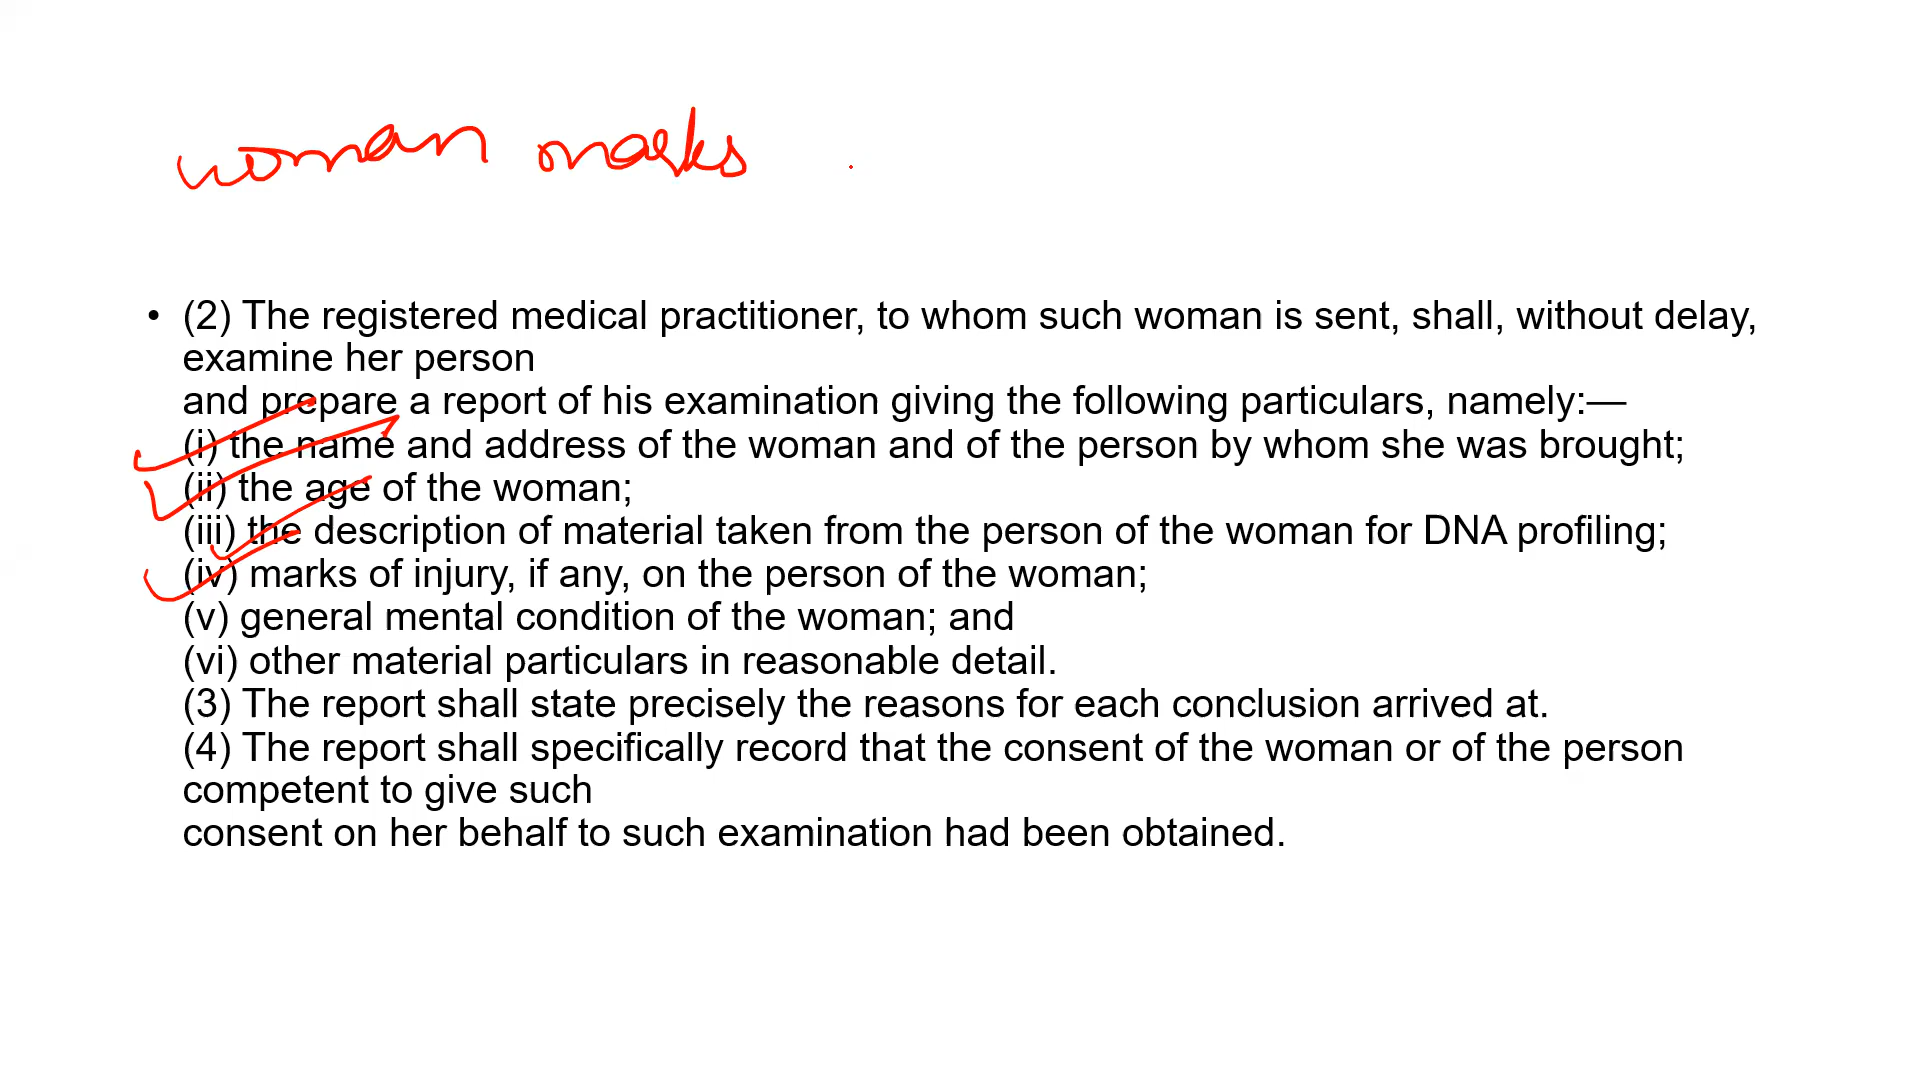 woman marks
• (2) The registered medical practitioner, to whom such woman is sent, shall, without delay,
examine her person
and prepare a report of his examination giving the following particulars, namely:—
(i) the name and address of the woman and of the person by whom she was brought;
(ii) the age of the woman;
(iii) the description of material taken from the person of the woman for DNA profiling;
(iv) marks of injury, if any, on the person of the woman;
(v) general mental condition of the woman; and
(vi) other material particulars in reasonable detail.
(3) The report shall state precisely the reasons for each conclusion arrived at.
(4) The report shall specifically record that the consent of the woman or of the person
competent to give such
consent on her behalf to such examination had been obtained.